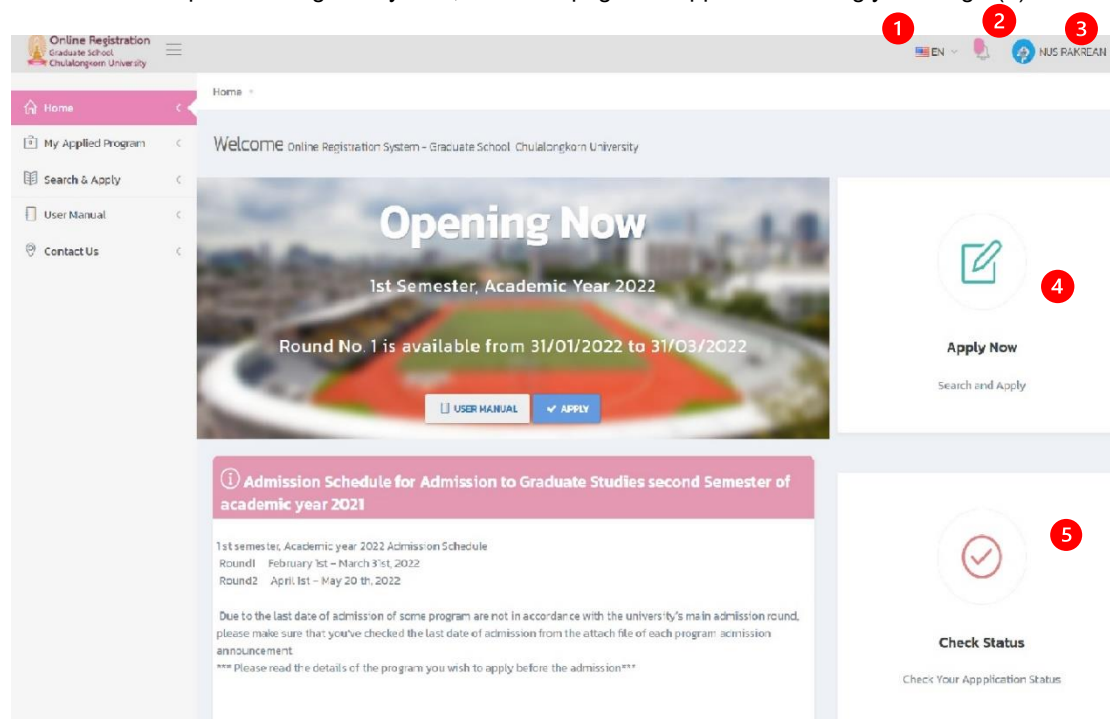 1
2
3
Online Registration
Graduate School
Chulalongkorn University
EN
NUS RAKREAN
Home
Home
My Applied Program
Search & Apply
User Manual
Contact Us
Welcome Online Registration System - Graduate School Chulalongkorn University
Opening Now
1st Semester, Academic Year 2022
Round No. 1 is available from 31/01/2022 to 31/03/2022
USER MANUAL
APPLY
4
Apply Now
Search and Apply
Admission Schedule for Admission to Graduate Studies second Semester of
academic year 2021
1st semester, Academic year 2022 Admission Schedule
Round1 February 1st – March 31st, 2022
Round2 April 1st – May 20 th, 2022
Due to the last date of admission of some program are not in accordance with the university's main admission round,
please make sure that you've checked the last date of admission from the attach file of each program admission
announcement
*** Please read the details of the program you wish to apply before the admission***
5
Check Status
Check Your Appplication Status